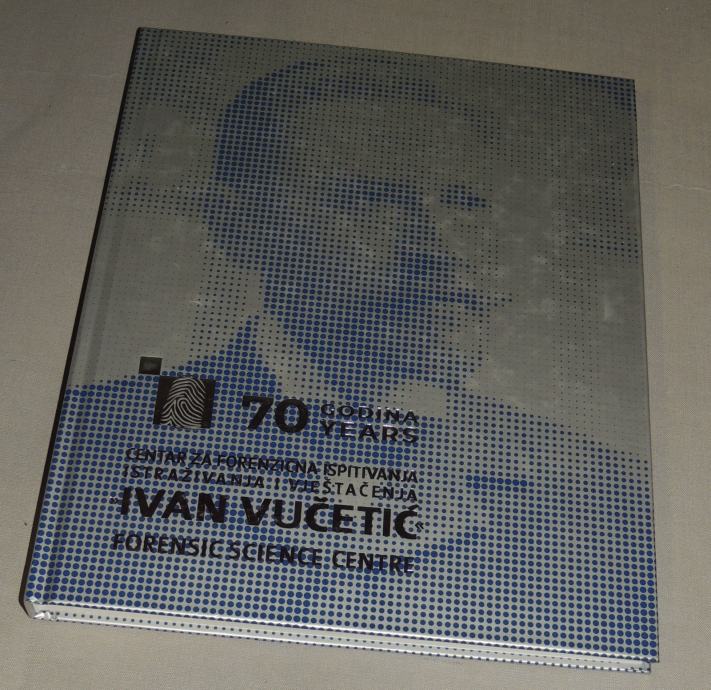 70 GODINA
YEARS
CENTAR ZA FORENZIČNA ISPITIVANJA
ISTRAŽIVANJA I VJEŠTAČENJA
"IVAN VUČETIĆ"
FORENSIC SCIENCE CENTRE